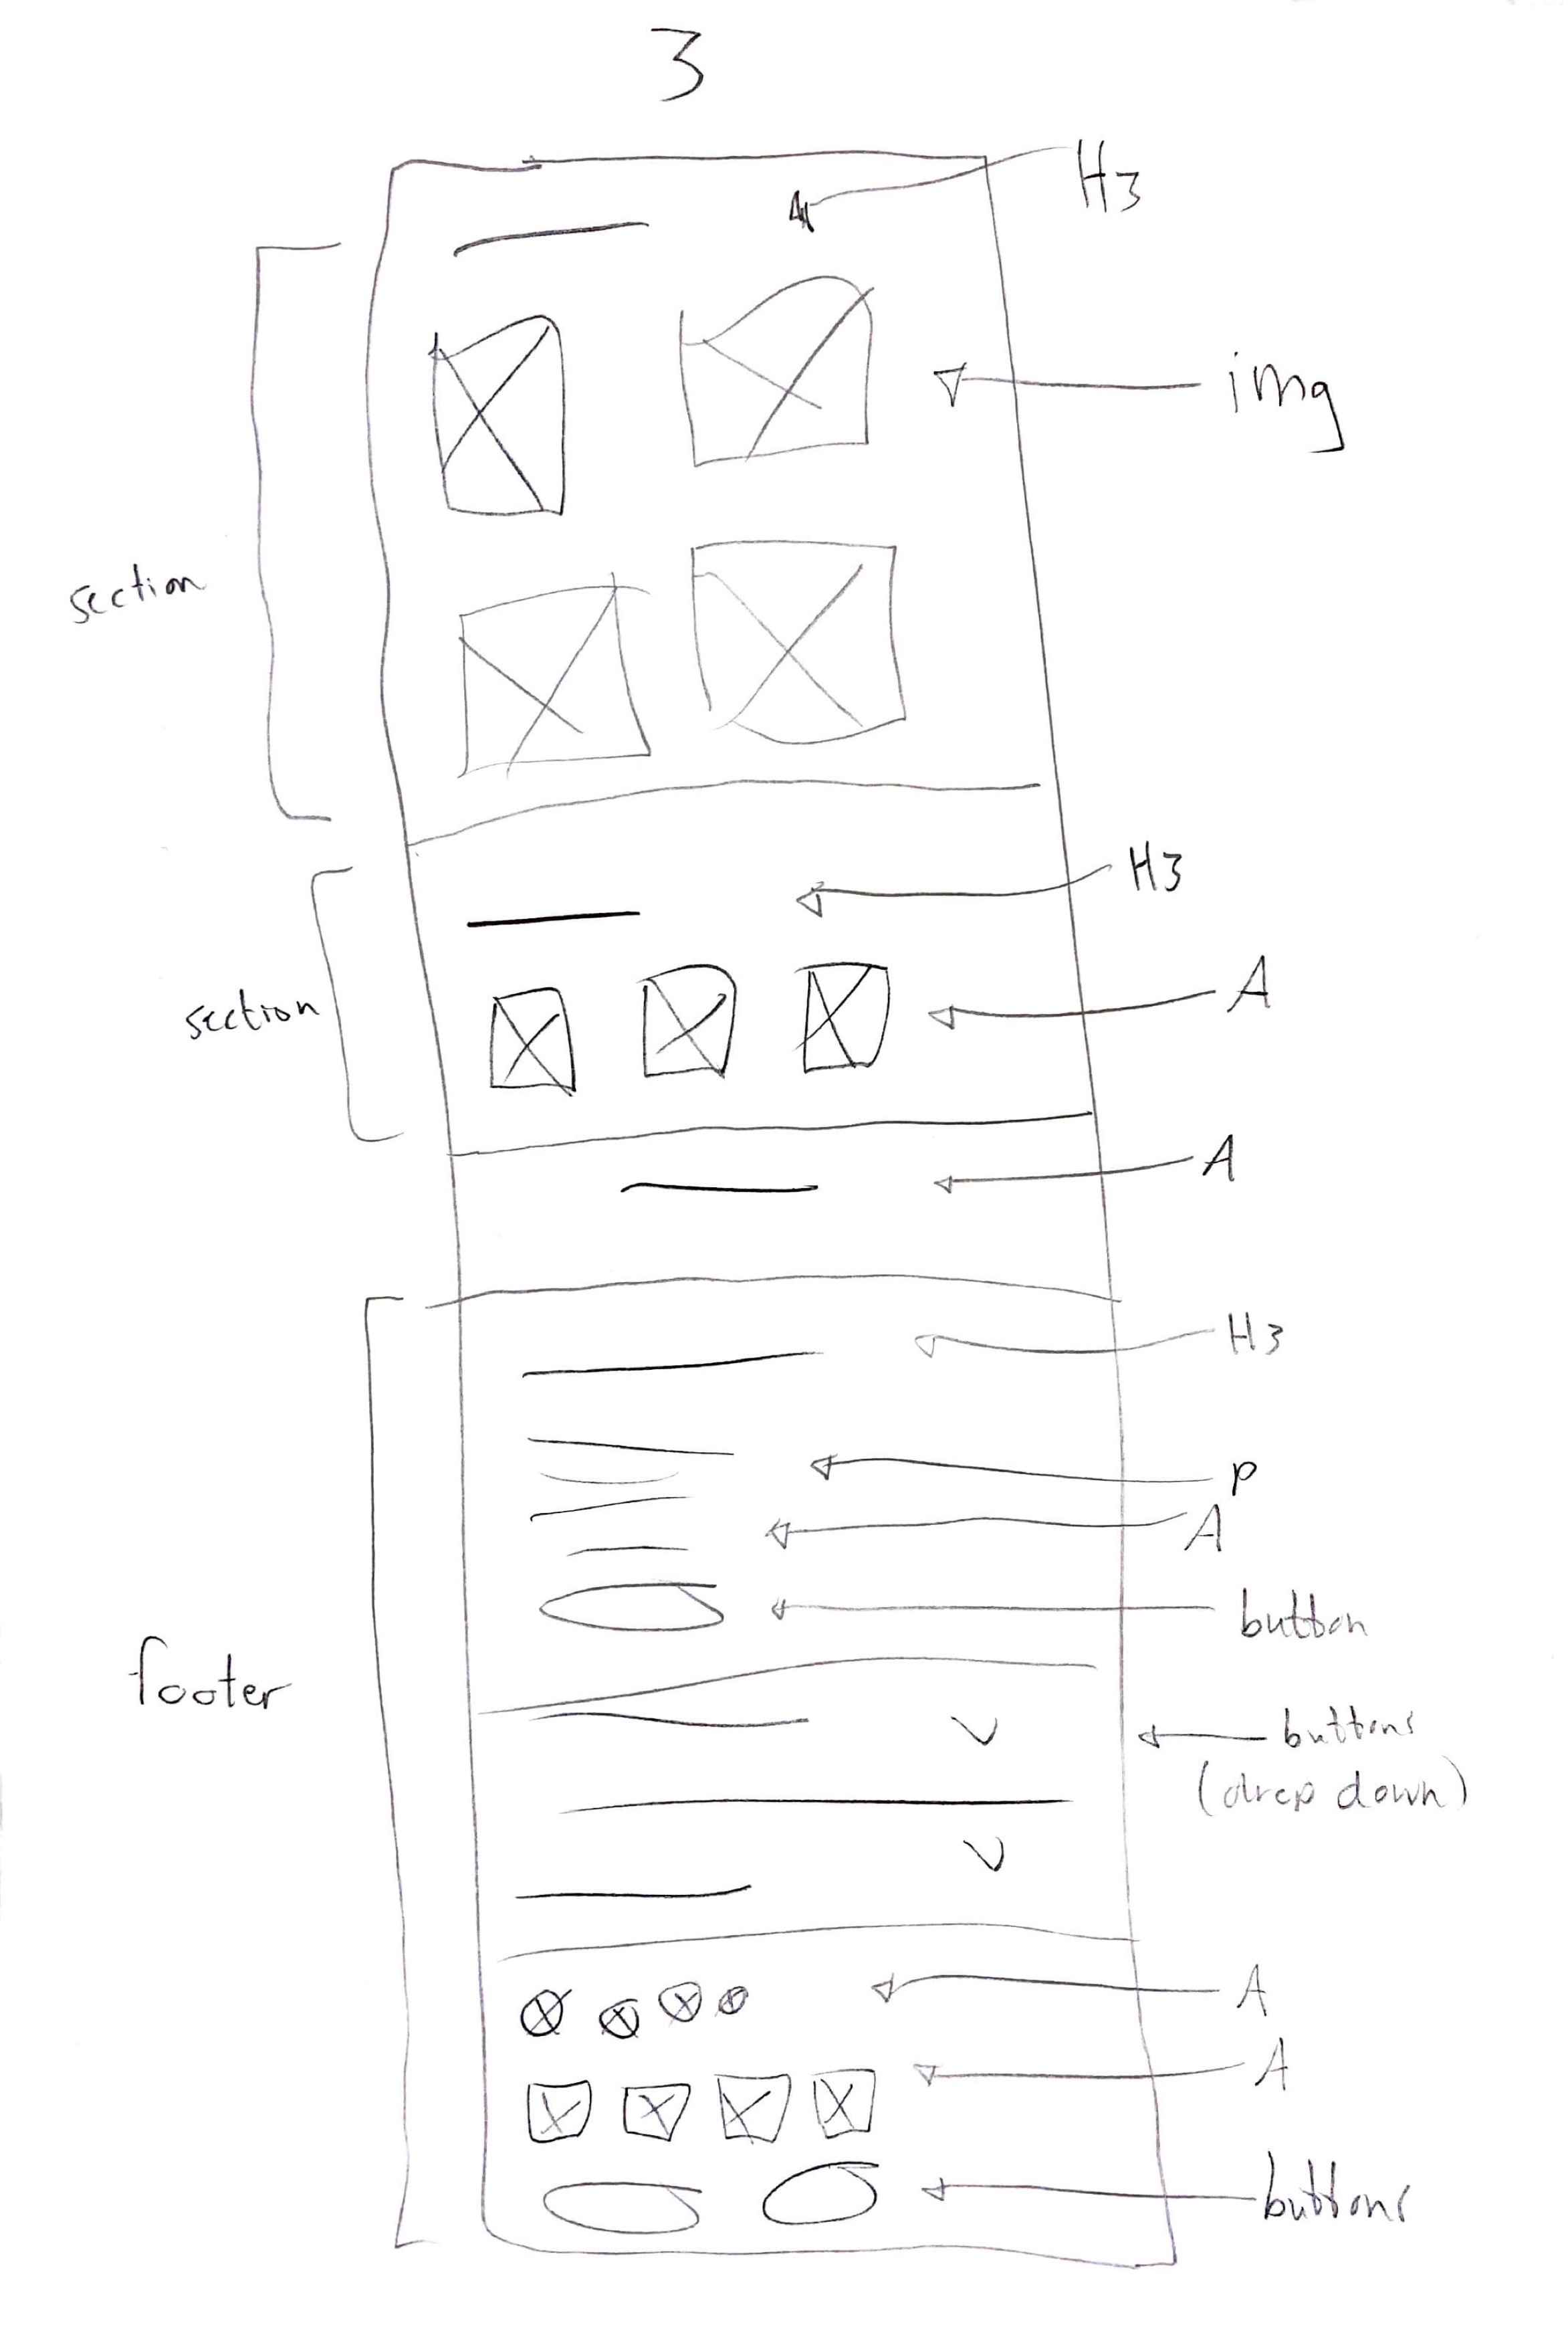 3
H3
img
section
H3
A
section
A
H3
P
A
button
footer
buttons
(drop down)
A
A
buttons